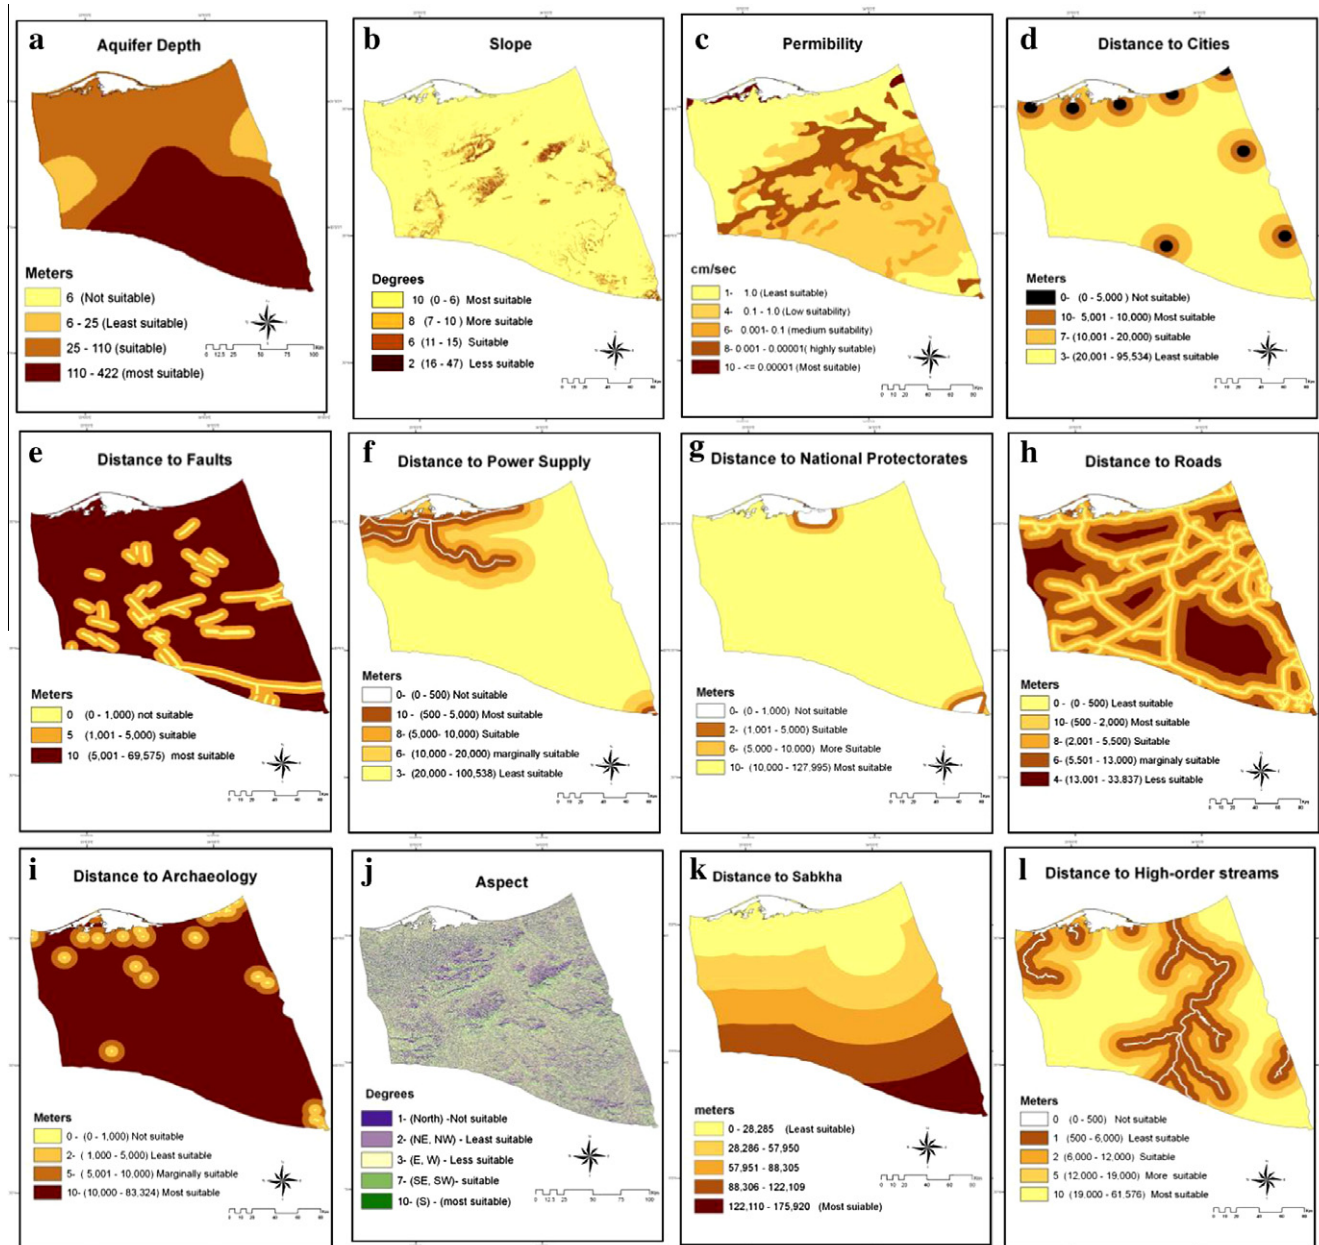 a
Aquifer Depth
Meters
6 (Not suitable)
6 - 25 (Least suitable)
25 - 110 (suitable)
110 - 422 (most suitable)
0 12.5 25 50 75 100
b
Slope
Degrees
10 (0 - 6) Most suitable
8 (7 - 10 ) More suitable
6 (11 - 15) Suitable
2 (16 - 47) Less suitable
c
Permibility
cm/sec
1- 1.0 (Least suitable)
4- 0.1 - 1.0 (Low suitability)
6- 0.001- 0.1 (medium suitability)
8- 0.001 - 0.00001( highly suitable)
10 - <= 0.00001 (Most suitable)
d
Distance to Cities
Meters
0- (0 - 5,000 ) Not suitable)
10- 5,001 - 10,000) Most suitable
7- (10,001 - 20,000) suitable
3- (20,001 - 95,534) Least suitable
e
Distance to Faults
Meters
0 (0 - 1,000) not suitable
5 (1,001 - 5,000) suitable
10 (5,001 - 69,575) most suitable
f
Distance to Power Supply
Meters
0- (0 - 500) Not suitable
10 - (500 - 5,000) Most suitable
8- (5,000- 10,000) Suitable
6- (10,000 - 20,000) marginally suitable
3- (20,000 - 100,538) Least suitable
g
Distance to National Protectorates
Meters
0- (0 - 1,000) Not suitable
2- (1,001 - 5,000) Suitable
6- (5.000 - 10,000) More Suitable
10- (10,000 - 127,995) Most suitable
h
Distance to Roads
Meters
0 - (0 - 500) Least suitable
10- (500 - 2,000) Most suitable
8- (2,001 - 5,500) Suitable
6- (5.501 - 13.000) marginaly suitable
4- (13.001 - 33.837) Less suitable
i
Distance to Archaeology
Meters
0 - (0 - 1,000) Not suitable
2- ( 1,000 - 5,000) Least suitable
5- (5,001 - 10,000) Marginally suitable
10- (10,000 - 83,324) Most suitable
j
Aspect
Degrees
1- (North) -Not suitable
2- (NE, NW) - Least suitable
3- (E, W) - Less suitable
7- (SE, SW)- suitable
10- (S) - (most suitable)
k
Distance to Sabkha
meters
0 - 28,285 (Least suitable)
28,286 - 57,950
57,951 - 88,305
88,306 - 122,109
122,110 - 175,920 (Most suiable)
l
Distance to High-order streams
Meters
0 (0 - 500) Not suitable
1 (500 - 6,000) Least suitable
2 (6,000 - 12,000) Suitable
5 (12,000 - 19,000) More suitable
10 (19.000 - 61.576) Most suitable